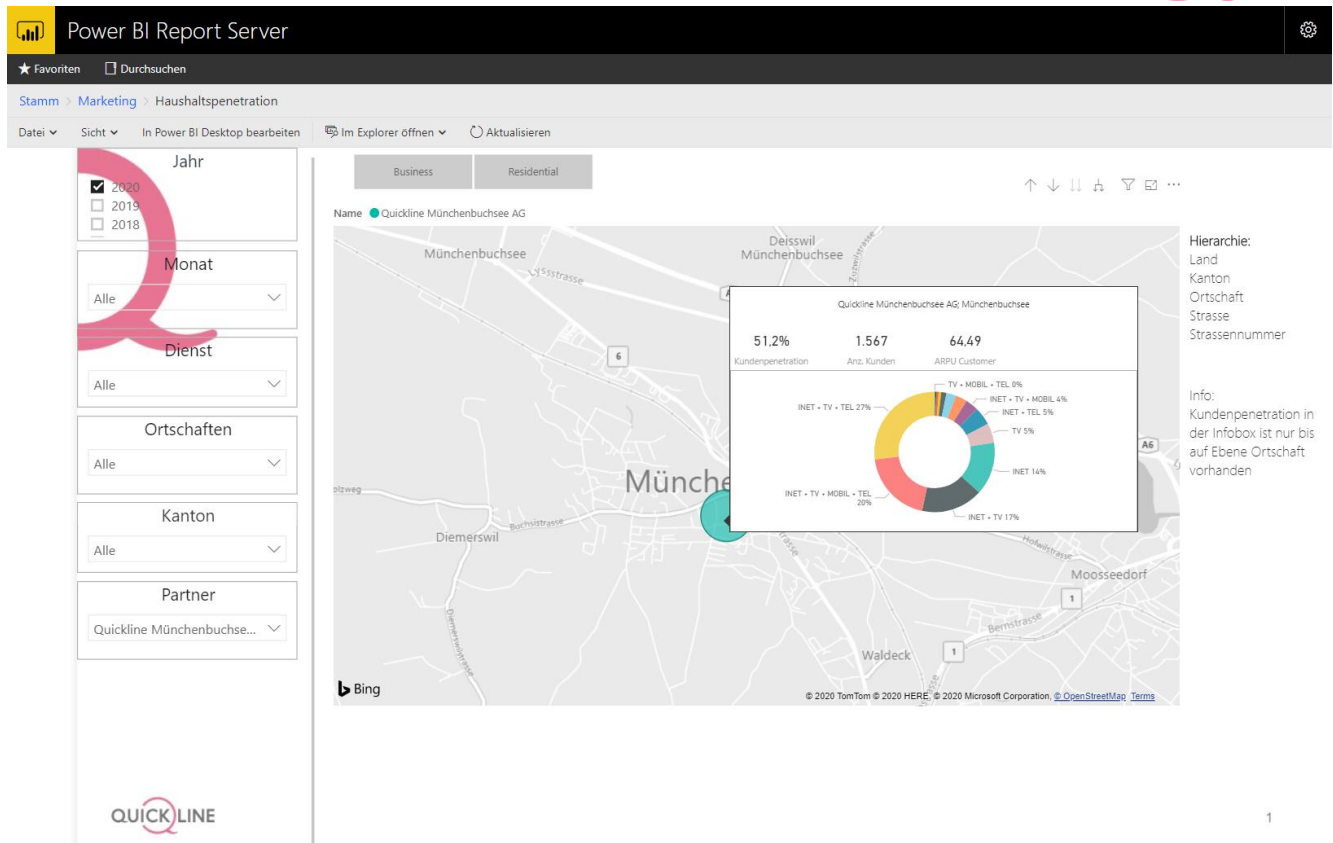 Power BI Report Server
Favoriten
Durchsuchen
Stamm > Marketing > Haushaltspenetration
Datei
Sicht
In Power BI Desktop bearbeiten
Im Explorer öffnen
Aktualisieren
Jahr
2020
2019
2018
Monat
Alle
Dienst
Alle
Ortschaften
Alle
Kanton
Alle
Partner
Quickline Münchenbuchse...
QUICKLINE
Business
Residential
Name Quickline Münchenbuchsee AG
Münchenbuchsee
Deisswil
Münchenbuchsee
Lyssstrasse
Zuzwilstrasse
6
Münche
Buchsistrasse
Diemerswil
Diemerswilstrasse
Hofwilstrasse
Moosseedorf
1
Bernstrasse
Waldeck
1
A6
Bing
© 2020 TomTom © 2020 HERE, © 2020 Microsoft Corporation, © OpenStreetMap Terms
Quickline Münchenbuchsee AG; Münchenbuchsee
51,2%
Kundenpenetration
1.567
Anz. Kunden
64,49
ARPU Customer
TV + MOBIL + TEL 0%
INET + TV + MOBIL 4%
INET + TEL 5%
TV 5%
INET 14%
INET + TV 17%
INET + TV + MOBIL + TEL
20%
INET + TV + TEL 27%
Hierarchie:
Land
Kanton
Ortschaft
Strasse
Strassennummer
Info:
Kundenpenetration in
der Infobox ist nur bis
auf Ebene Ortschaft
vorhanden
1